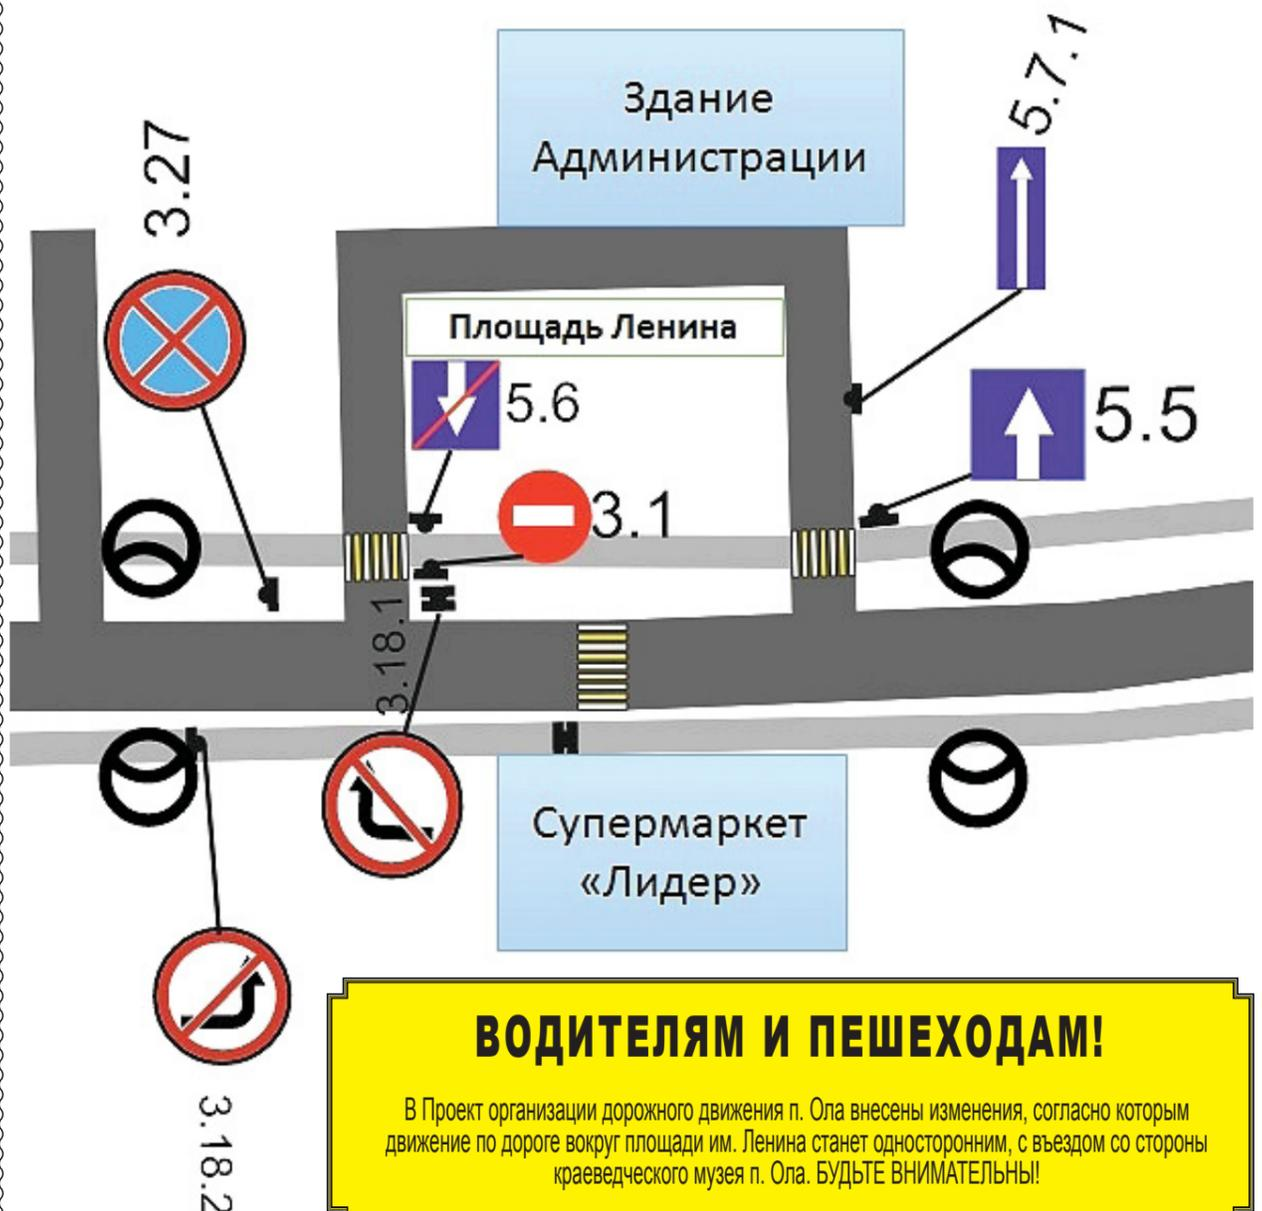 Здание
Администрации
5.7.1
3.27
Площадь Ленина
5.6
5.5
3.1
3.18.1
Супермаркет
«Лидер»
3.18.2
ВОДИТЕЛЯМ И ПЕШЕХОДАМ!
В Проект организации дорожного движения п. Ола внесены изменения, согласно которым
движение по дороге вокруг площади им. Ленина станет односторонним, с въездом со стороны
краеведческого музея п. Ола. БУДЬТЕ ВНИМАТЕЛЬНЫ!